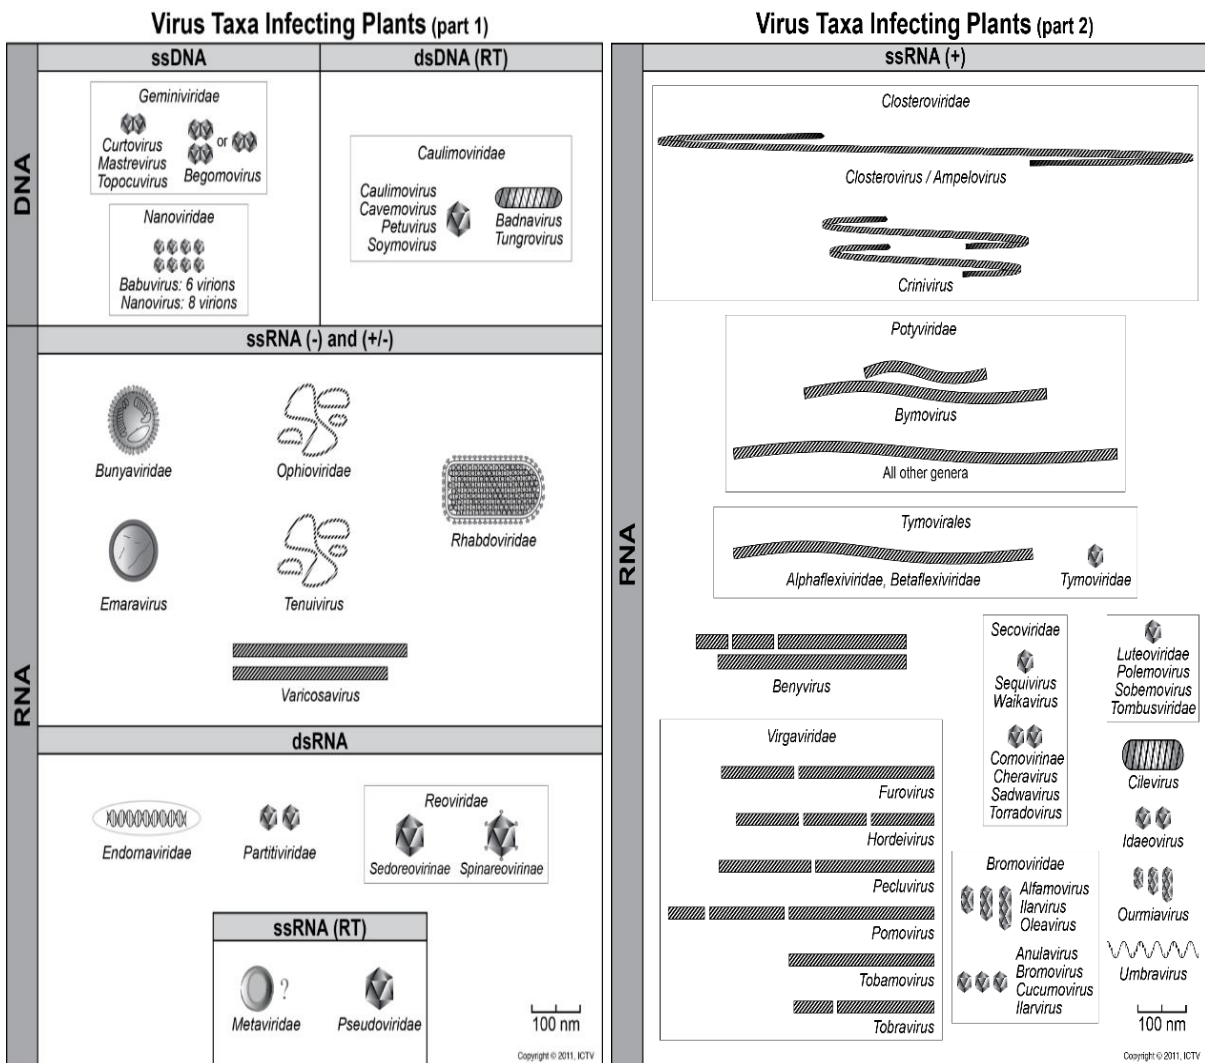 Virus Taxa Infecting Plants (part 1)
DNA
ssDNA
Geminiviridae
Curtovirus
Mastrevirus
Topocuvirus
or
Begomovirus
Nanoviridae
Babuvirus: 6 virions
Nanovirus: 8 virions
dsDNA (RT)
Caulimoviridae
Caulimovirus
Cavemovirus
Petuvirus
Soymovirus
Badnavirus
Tungrovirus
RNA
ssRNA (-) and (+/-)
Bunyaviridae
Ophioviridae
Rhabdoviridae
Emaravirus
Tenuivirus
Varicosavirus
dsRNA
Endornaviridae
Partitiviridae
Reoviridae
Sedoreovirinae
Spinareovirinae
ssRNA (RT)
?
Metaviridae
Pseudoviridae
100 nm
Copyright © 2011, ICTV
Virus Taxa Infecting Plants (part 2)
RNA
ssRNA (+)
Closteroviridae
Closterovirus / Ampelovirus
Crinivirus
Potyviridae
Bymovirus
All other genera
Tymovirales
Alphaflexiviridae, Betaflexiviridae
Tymoviridae
Benyvirus
Virgaviridae
Furovirus
Hordeivirus
Pecluvirus
Pomovirus
Tobamovirus
Tobravirus
Secoviridae
Sequivirus
Waikavirus
Comovirinae
Cheravirus
Sadwavirus
Torradovirus
Bromoviridae
Alfamovirus
Ilarvirus
Oleavirus
Anulavirus
Bromovirus
Cucumovirus
Ilarvirus
Luteoviridae
Polemovirus
Sobemovirus
Tombusviridae
Cilevirus
Idaeovirus
Ourmiavirus
Umbravirus
100 nm
Copyright © 2011, ICTV